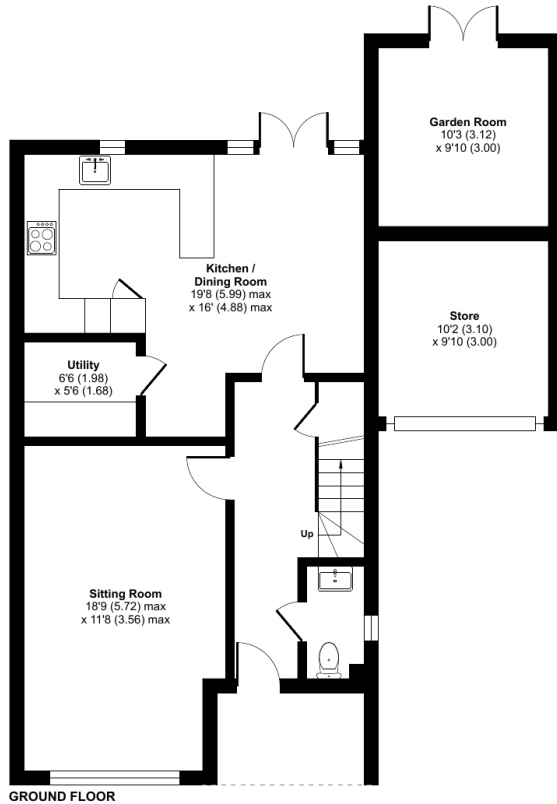 Garden Room
10'3 (3.12)
x 9'10 (3.00)
Kitchen /
Dining Room
19'8 (5.99) max
x 16' (4.88) max
Store
10'2 (3.10)
x 9'10 (3.00)
Utility
6'6 (1.98)
x 5'6 (1.68)
Up
Sitting Room
18'9 (5.72) max
x 11'8 (3.56) max
GROUND FLOOR